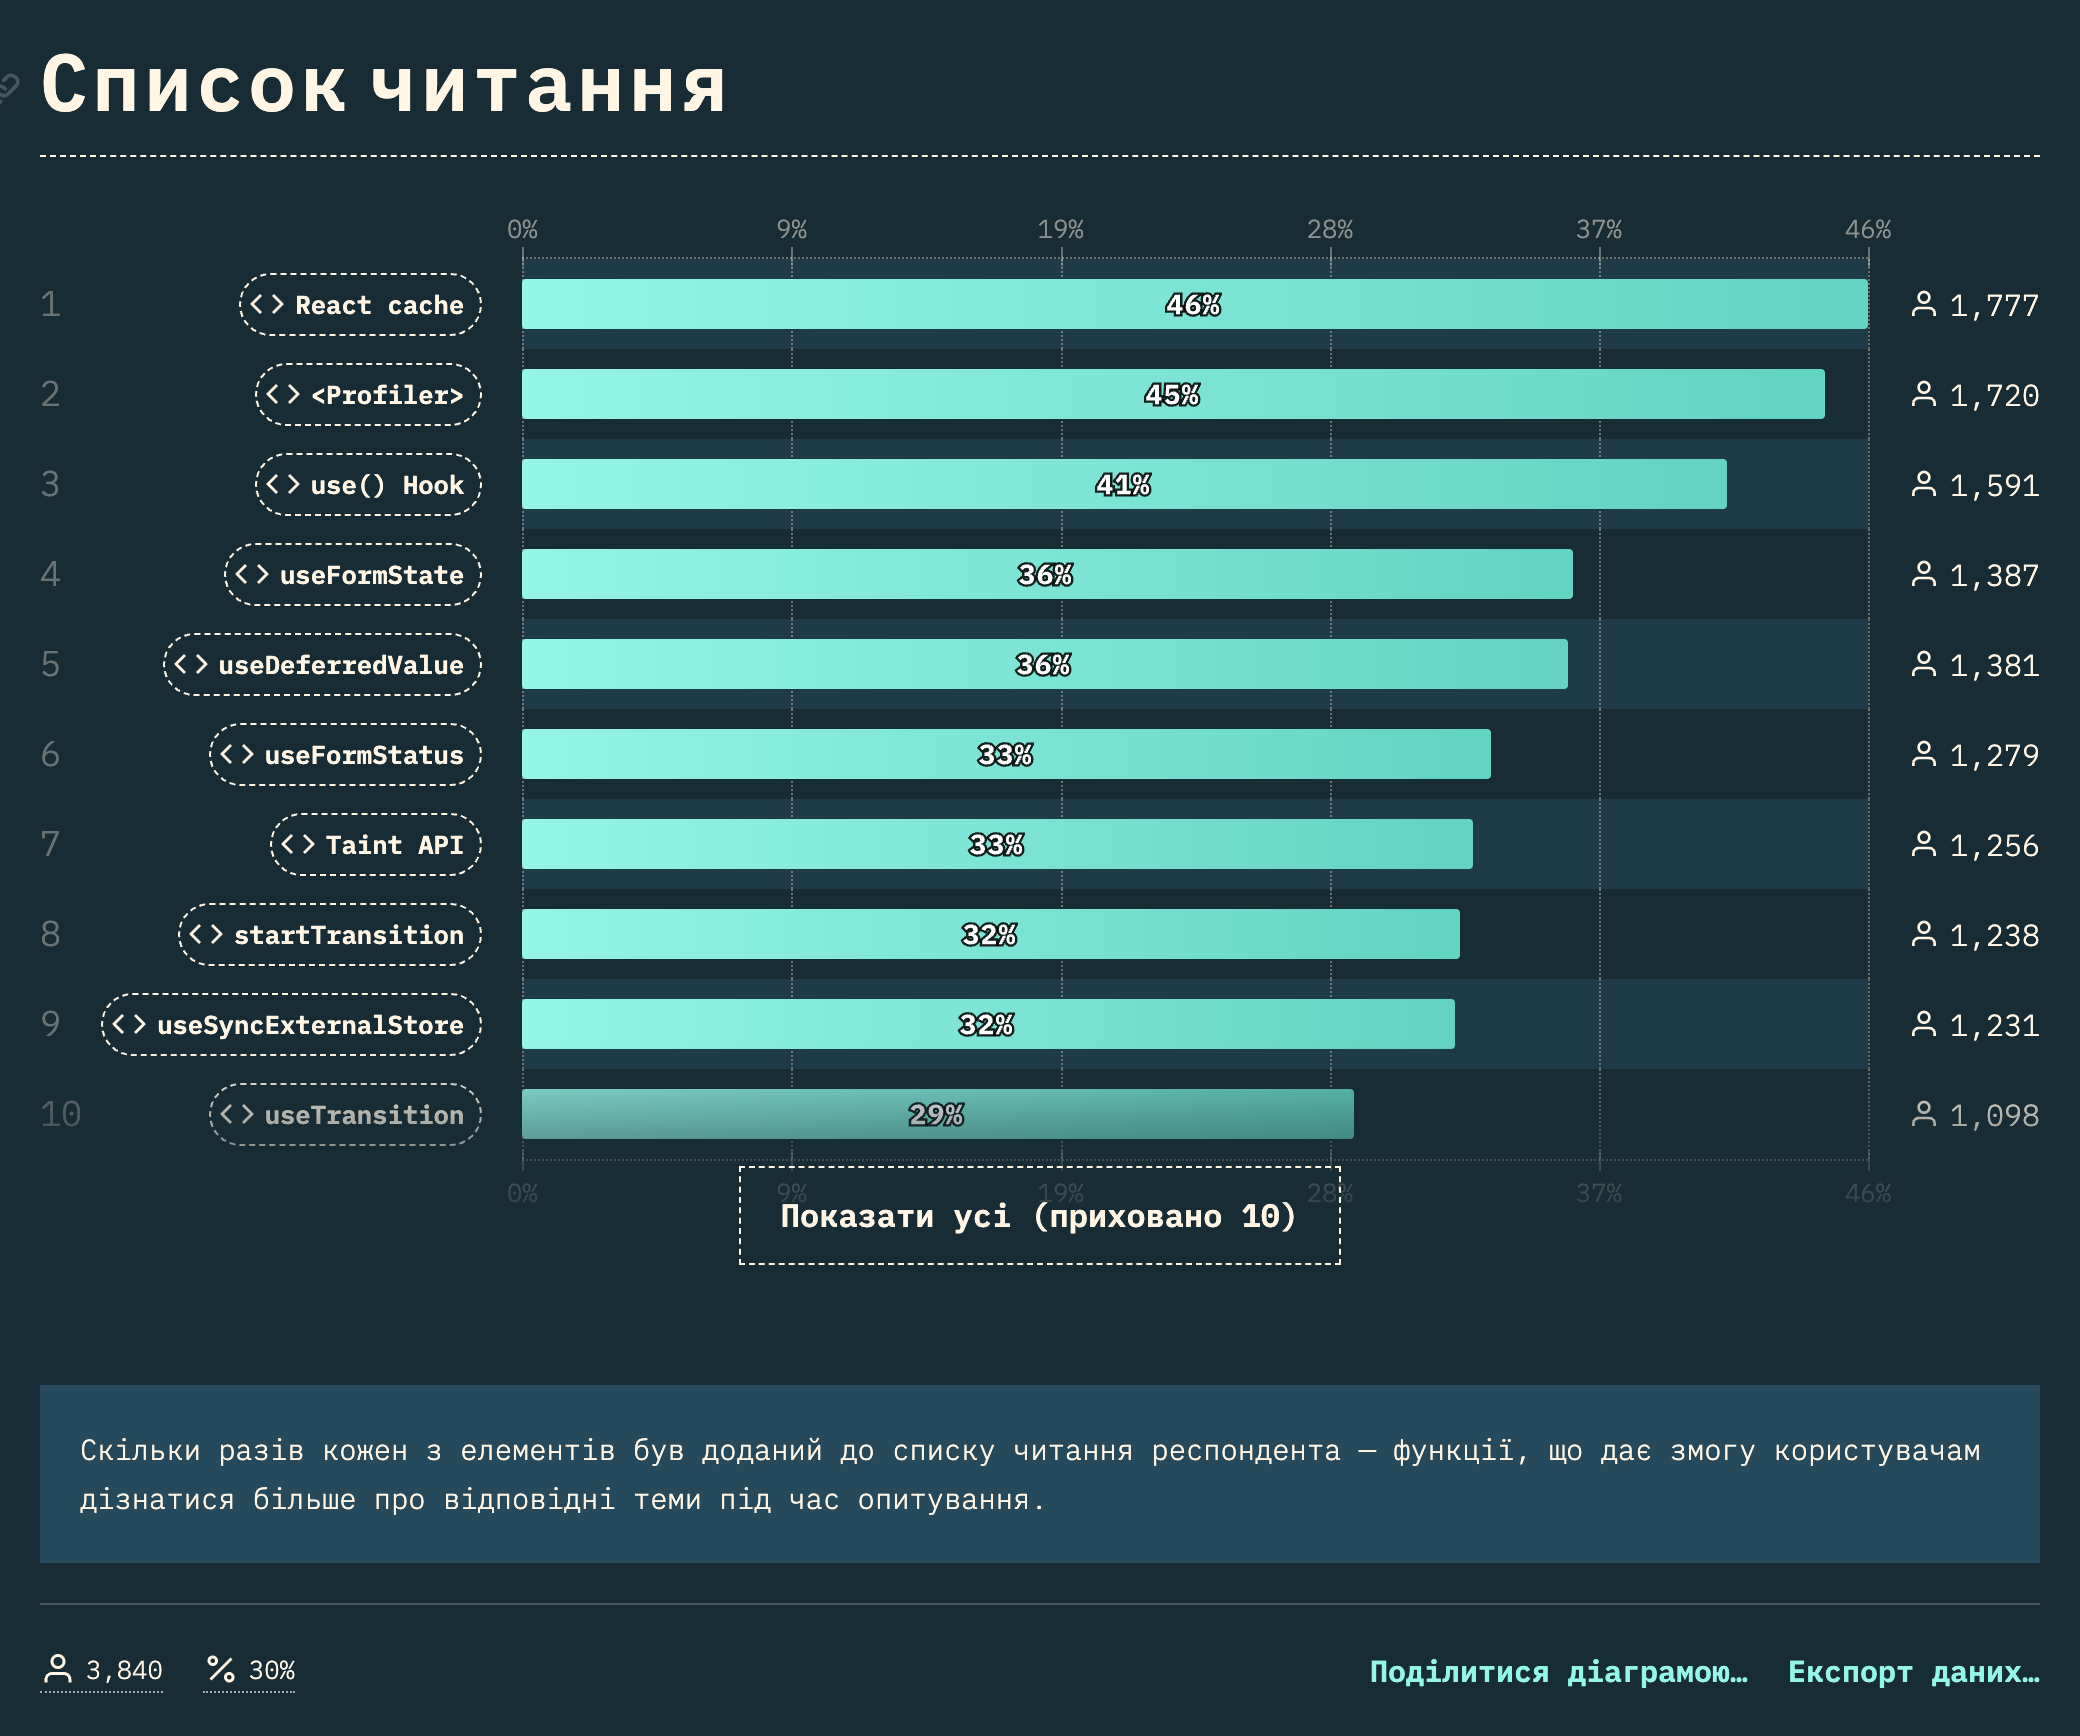 Список читання
0% 9% 19% 28% 37% 46%
1 <> React cache 46% 1,777
2 <> <Profiler> 45% 1,720
3 <> use() Hook 41% 1,591
4 <> useFormState 36% 1,387
5 <> useDeferredValue 36% 1,381
6 <> useFormStatus 33% 1,279
7 <> Taint API 33% 1,256
8 <> startTransition 32% 1,238
9 <> useSyncExternalStore 32% 1,231
10 <> useTransition 29% 1,098
0% 9% 19% 28% 37% 46%
Показати усі (приховано 10)
Скільки разів кожен з елементів був доданий до списку читання респондента — функції, що дає змогу користувачам
дізнатися більше про відповідні теми під час опитування.
3,840 % 30% Поділитися діаграмою… Експорт даних…